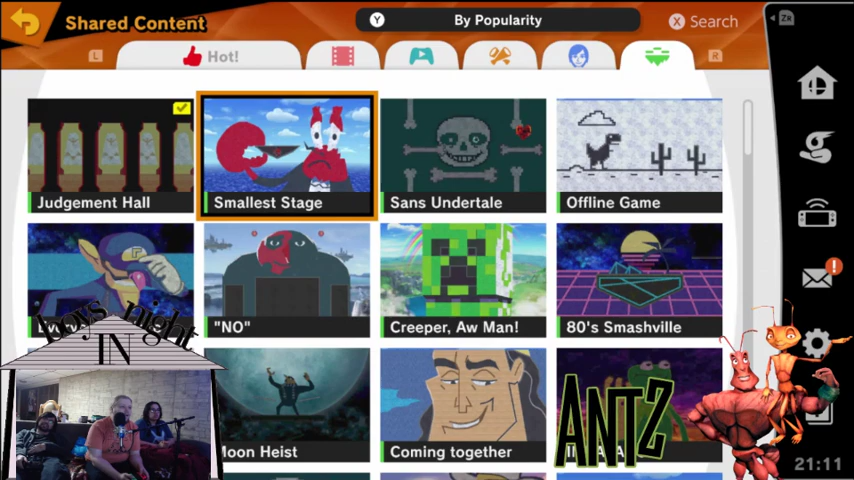 Shared Content
Y By Popularity
X Search
ZR
L
Hot!
R
Judgement Hall
Smallest Stage
Sans Undertale
Offline Game
"NO"
Creeper, Aw Man!
80's Smashville
boys night
IN
Moon Heist
Coming together
ANTZ
21:11